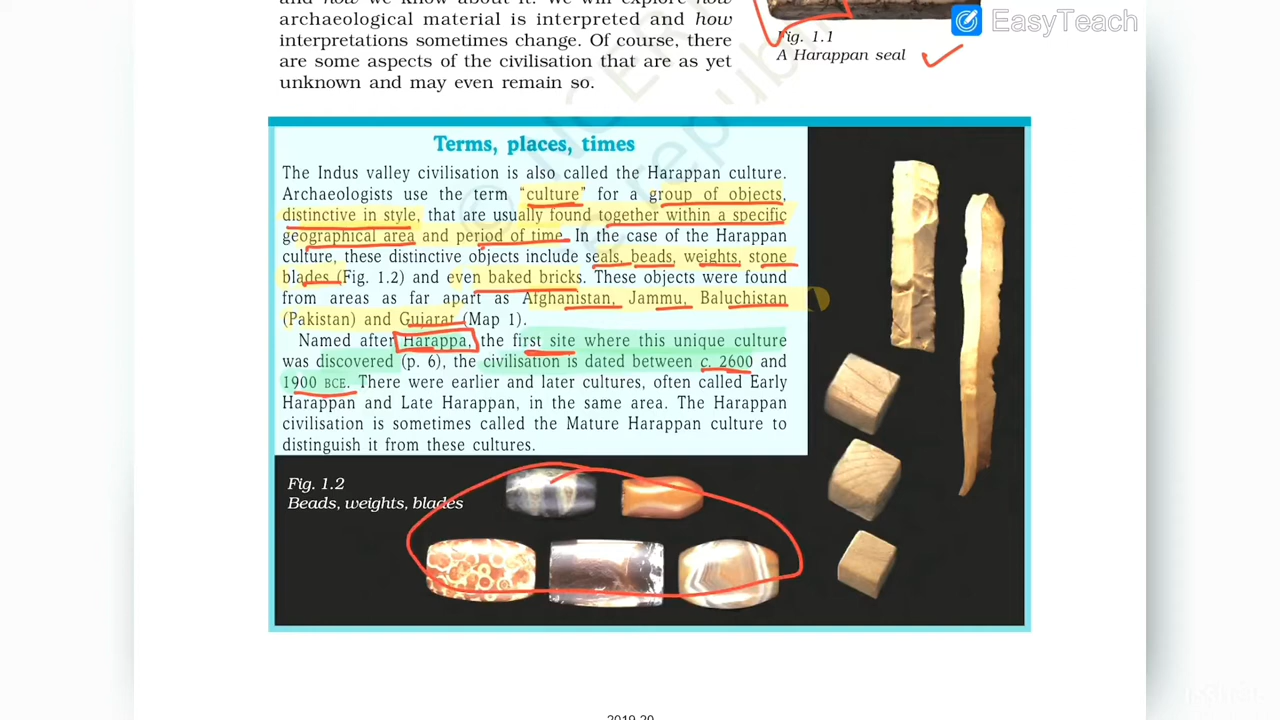 and how we know about it. We will explore how
archaeological material is interpreted and how
interpretations sometimes change. Of course, there
are some aspects of the civilisation that are as yet
unknown and may even remain so.
EasyTeach
Fig. 1.1
A Harappan seal
Terms, places, times
The Indus valley civilisation is also called the Harappan culture.
Archaeologists use the term “culture” for a group of objects,
distinctive in style, that are usually found together within a specific
geographical area and period of time. In the case of the Harappan
culture, these distinctive objects include seals, beads, weights, stone
blades (Fig. 1.2) and even baked bricks. These objects were found
from areas as far apart as Afghanistan, Jammu, Baluchistan
(Pakistan) and Gujarat (Map 1).
Named after Harappa, the first site where this unique culture
was discovered (p. 6), the civilisation is dated between c. 2600 and
1900 BCE. There were earlier and later cultures, often called Early
Harappan and Late Harappan, in the same area. The Harappan
civilisation is sometimes called the Mature Harappan culture to
distinguish it from these cultures.
Fig. 1.2
Beads, weights, blades
2019-20